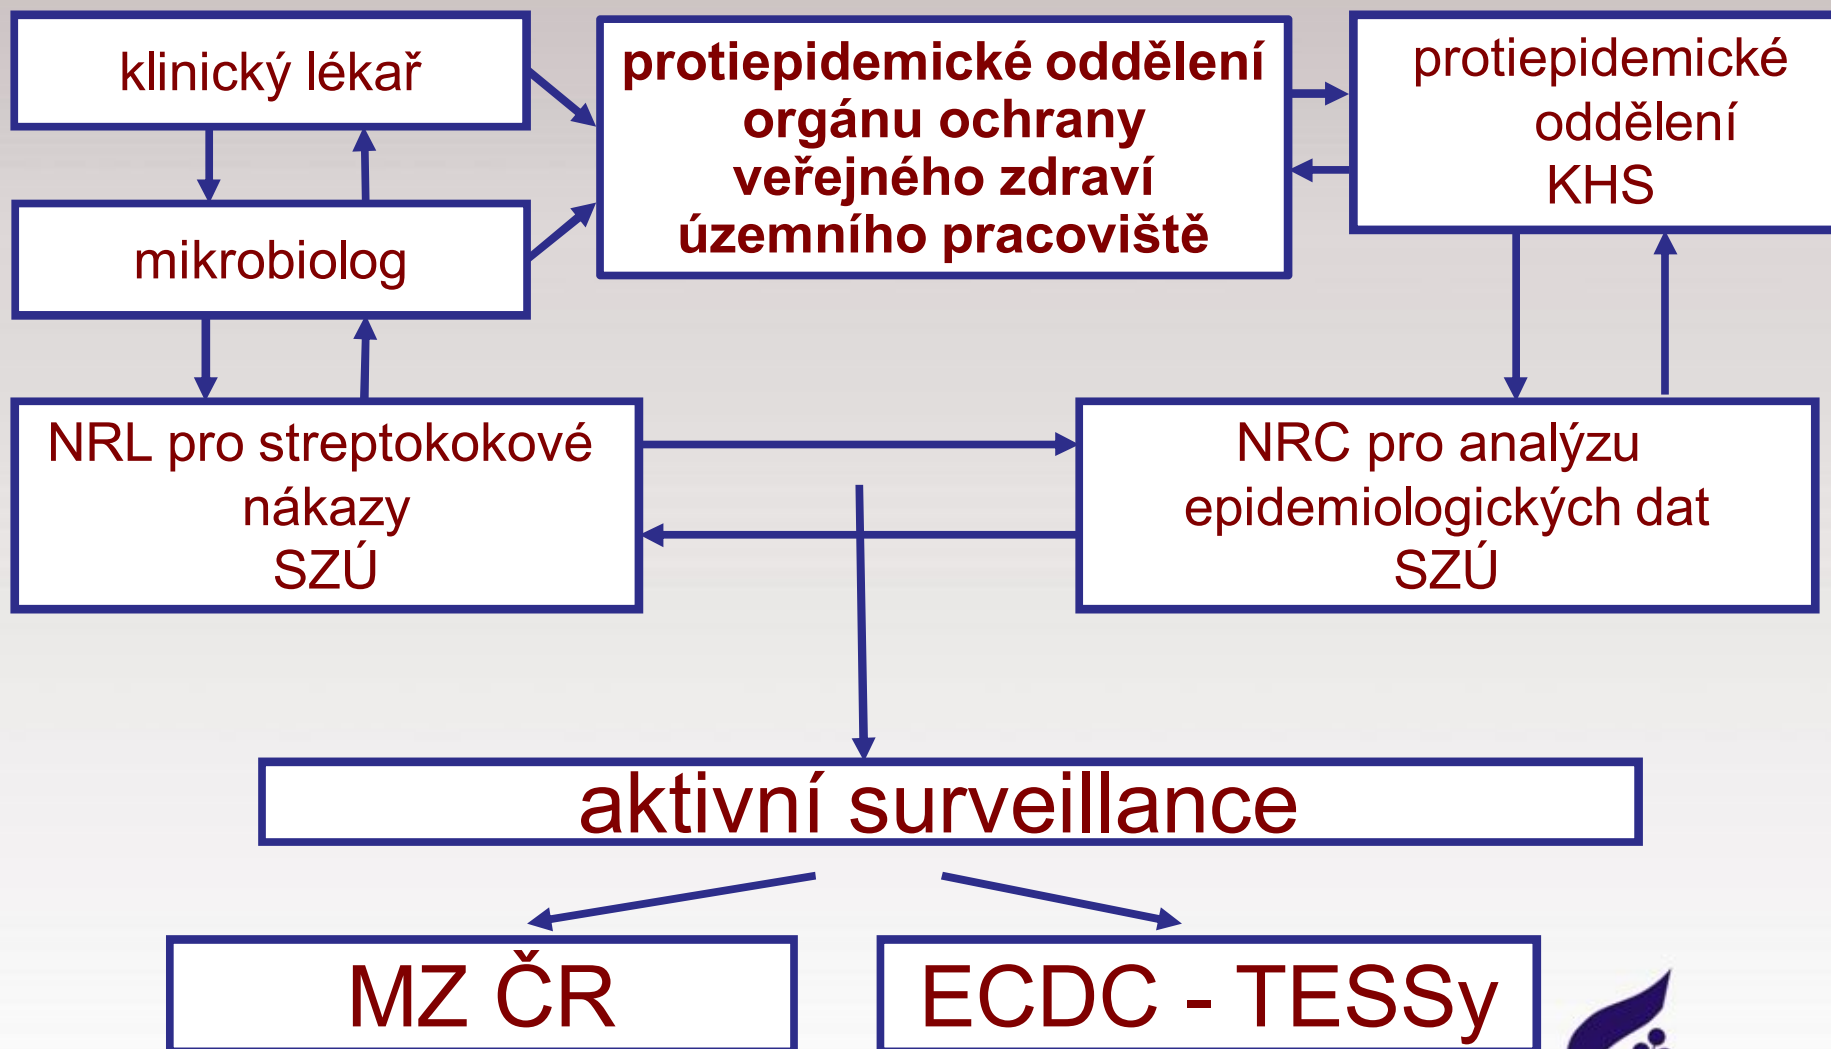 klinický lékař
mikrobiolog
protiepidemické oddělení
orgánu ochrany
veřejného zdraví
územního pracoviště
protiepidemické
oddělení
KHS
NRL pro streptokokové
nákazy
SZÚ
NRC pro analýzu
epidemiologických dat
SZÚ
aktivní surveillance
MZ ČR
ECDC - TESSy